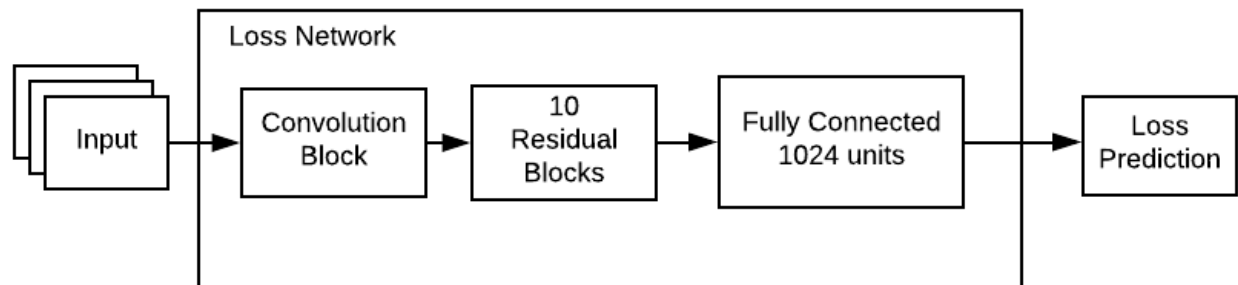 Loss Network
Input
Convolution
Block
10
Residual
Blocks
Fully Connected
1024 units
Loss
Prediction